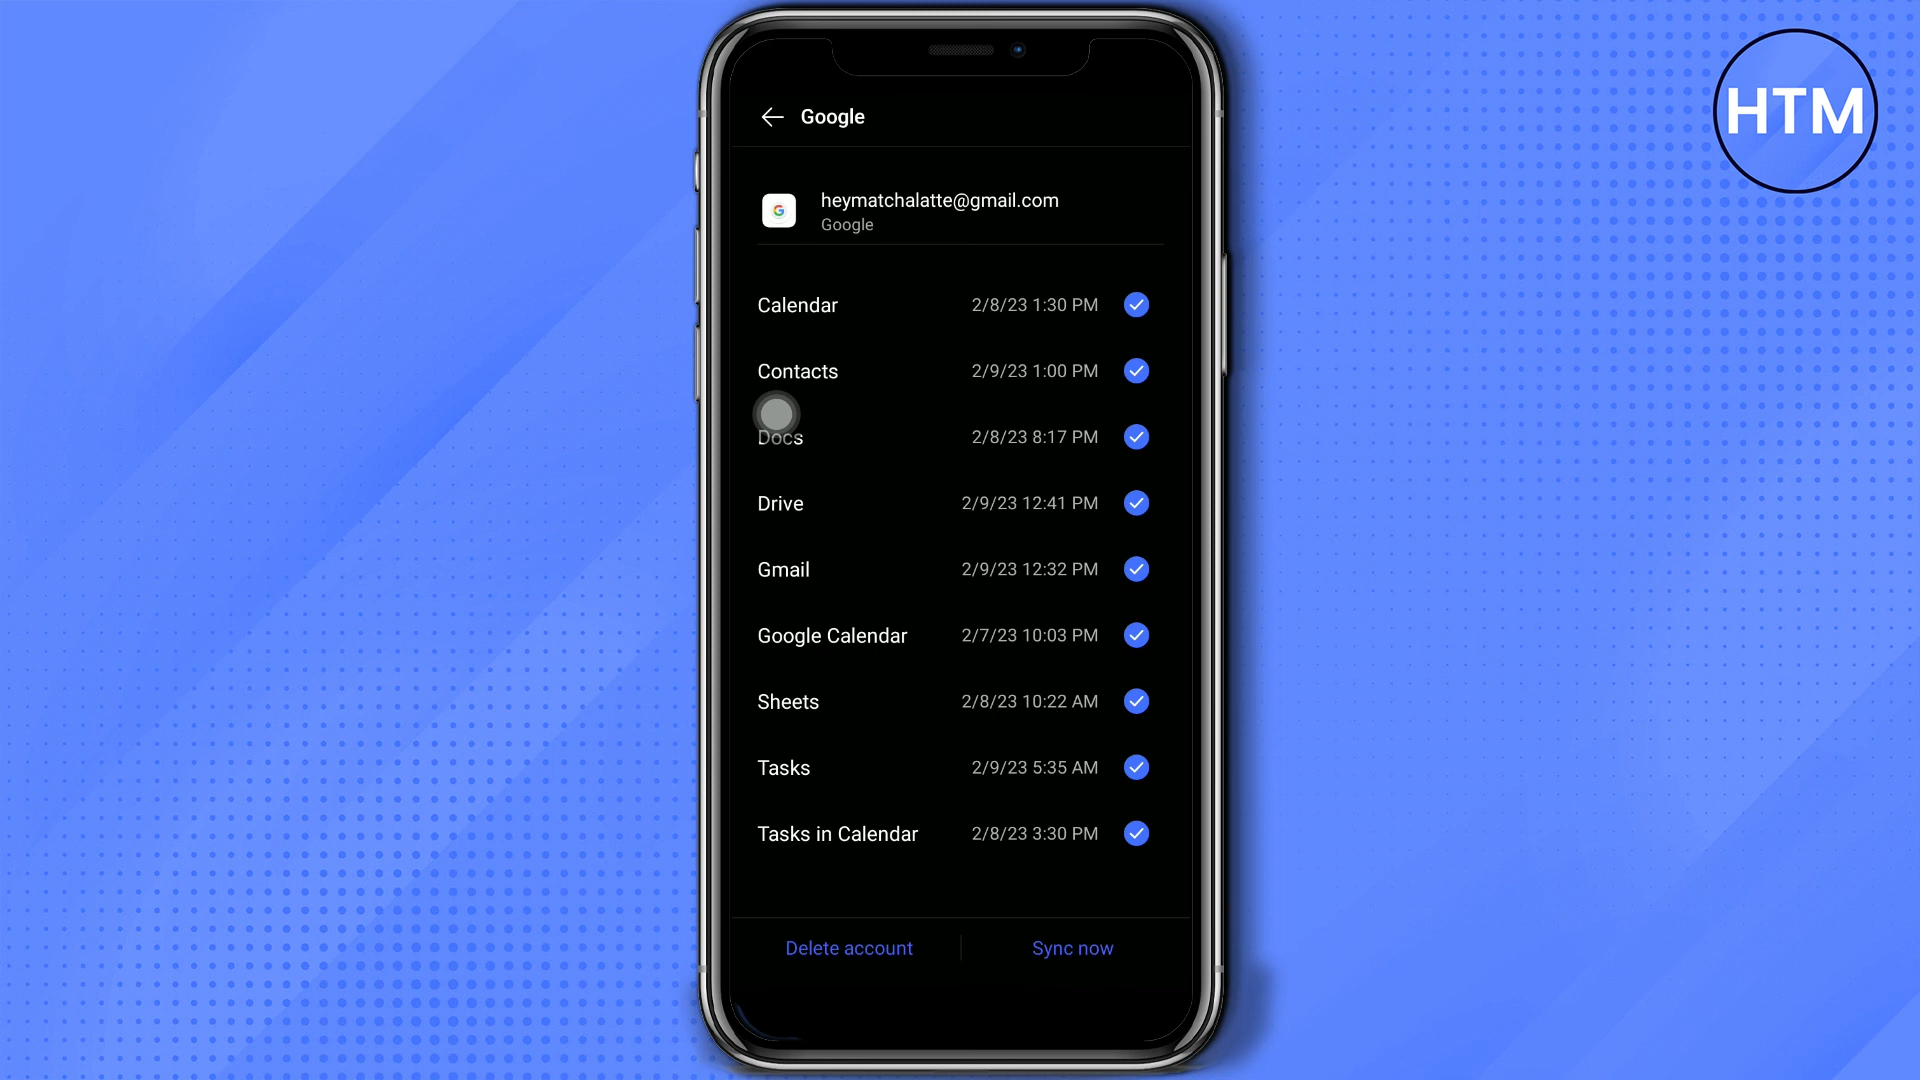 HTM
Google
heymatchalatte@gmail.com
Google
Calendar 2/8/23 1:30 PM
Contacts 2/9/23 1:00 PM
Docs 2/8/23 8:17 PM
Drive 2/9/23 12:41 PM
Gmail 2/9/23 12:32 PM
Google Calendar 2/7/23 10:03 PM
Sheets 2/8/23 10:22 AM
Tasks 2/9/23 5:35 AM
Tasks in Calendar 2/8/23 3:30 PM
Delete account Sync now